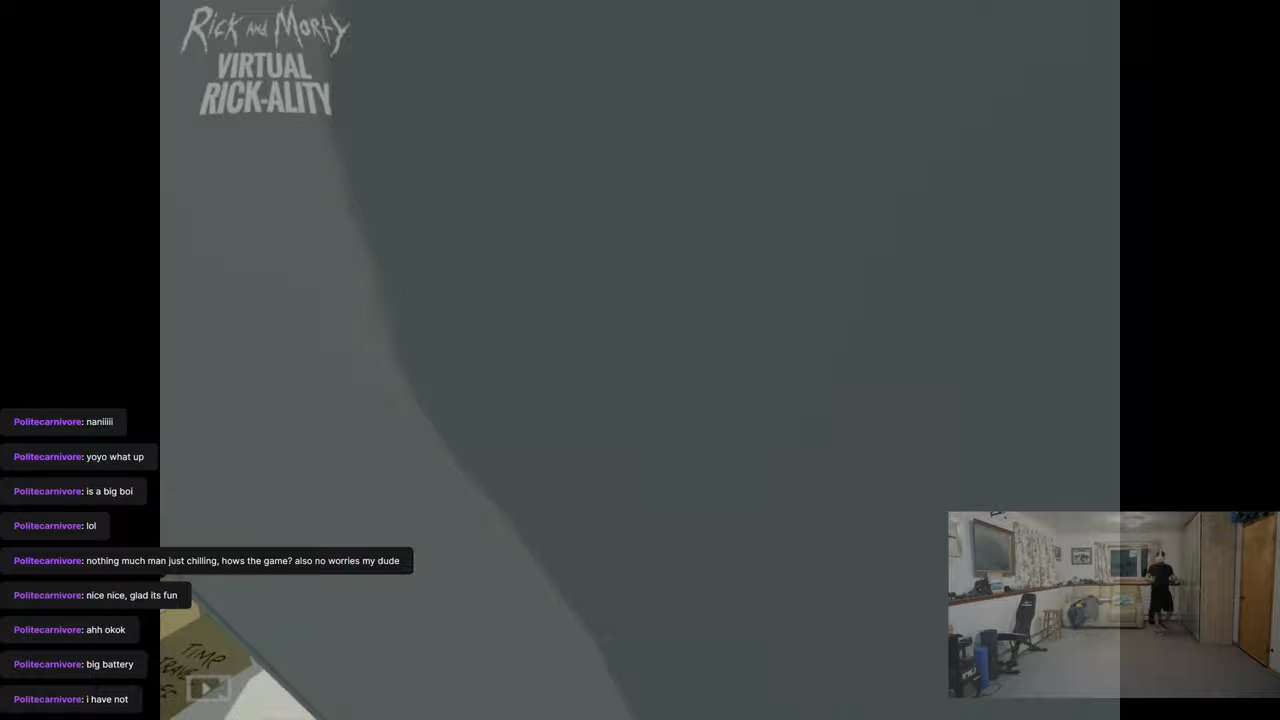 Rick and Morty
VIRTUAL
RICK-ALITY
Politecarnivore: naniiiii
Politecarnivore: yoyo what up
Politecarnivore: is a big boi
Politecarnivore: lol
Politecarnivore: nothing much man just chilling, hows the game? also no worries my dude
Politecarnivore: nice nice, glad its fun
Politecarnivore: ahh okok
Politecarnivore: big battery
Politecarnivore: i have not
TIME